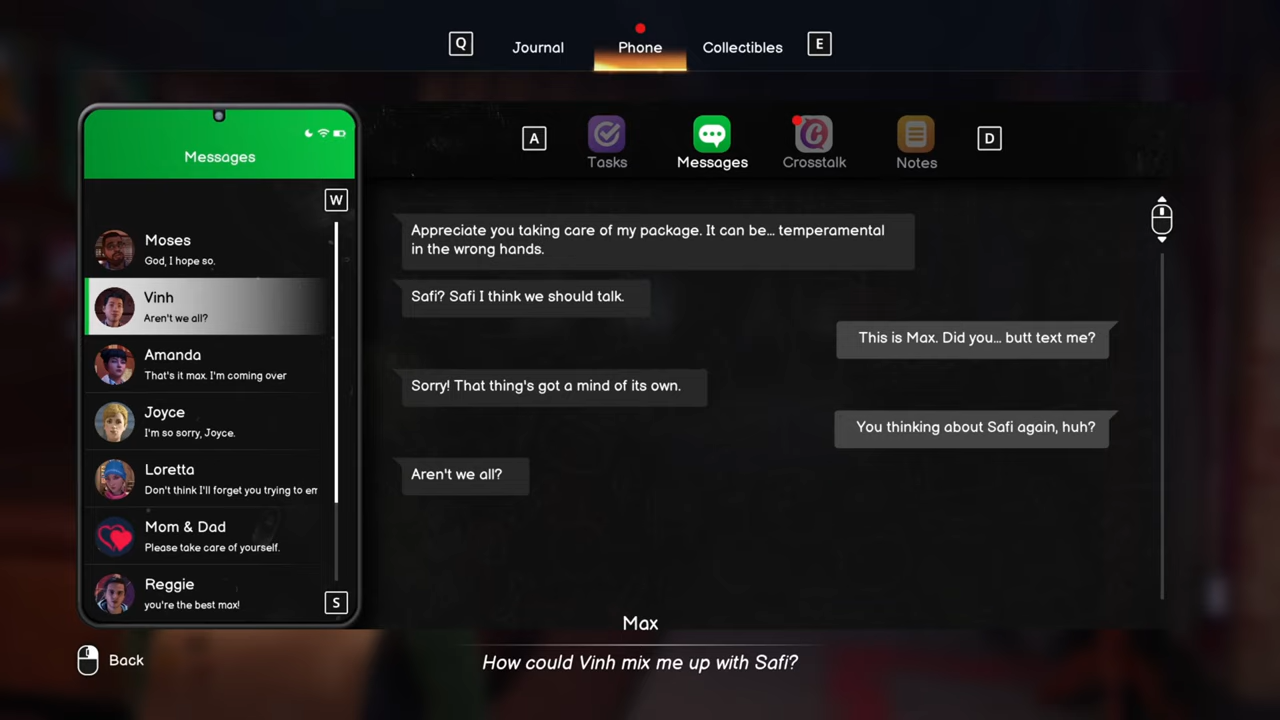 Q Journal Phone Collectibles E
Messages
W
Moses
God, I hope so.
Vinh
Aren't we all?
Amanda
That's it max. I'm coming over
Joyce
I'm so sorry, Joyce.
Loretta
Don't think I'll forget you trying to em
Mom & Dad
Please take care of yourself.
Reggie
you're the best max!
S
A Tasks Messages Crosstalk Notes D
Appreciate you taking care of my package. It can be... temperamental
in the wrong hands.
Safi? Safi I think we should talk.
This is Max. Did you... butt text me?
Sorry! That thing's got a mind of its own.
You thinking about Safi again, huh?
Aren't we all?
Max
How could Vinh mix me up with Safi?
Back